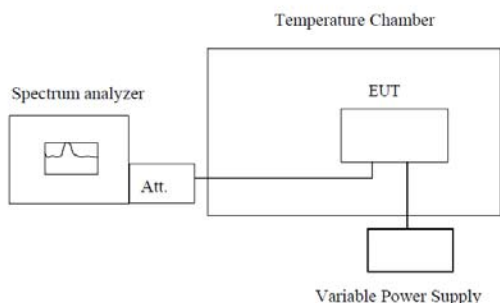 Temperature Chamber
Spectrum analyzer
EUT
Att.
Variable Power Supply